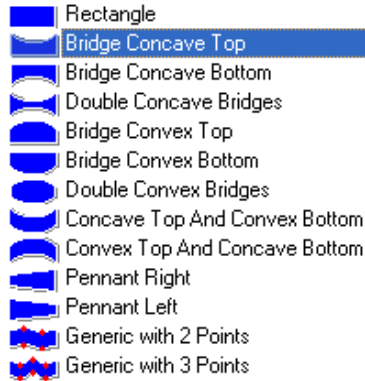 Rectangle
Bridge Concave Top
Bridge Concave Bottom
Double Concave Bridges
Bridge Convex Top
Bridge Convex Bottom
Double Convex Bridges
Concave Top And Convex Bottom
Convex Top And Concave Bottom
Pennant Right
Pennant Left
Generic with 2 Points
Generic with 3 Points